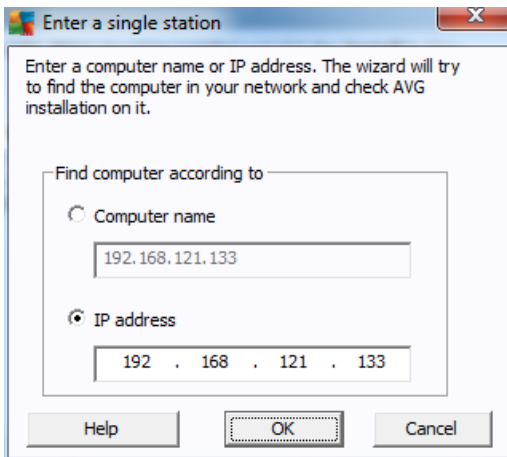 Enter a single station
X
Enter a computer name or IP address. The wizard will try
to find the computer in your network and check AVG
installation on it.
Find computer according to
Computer name
192.168.121.133
IP address
192 . 168 . 121 . 133
Help OK Cancel